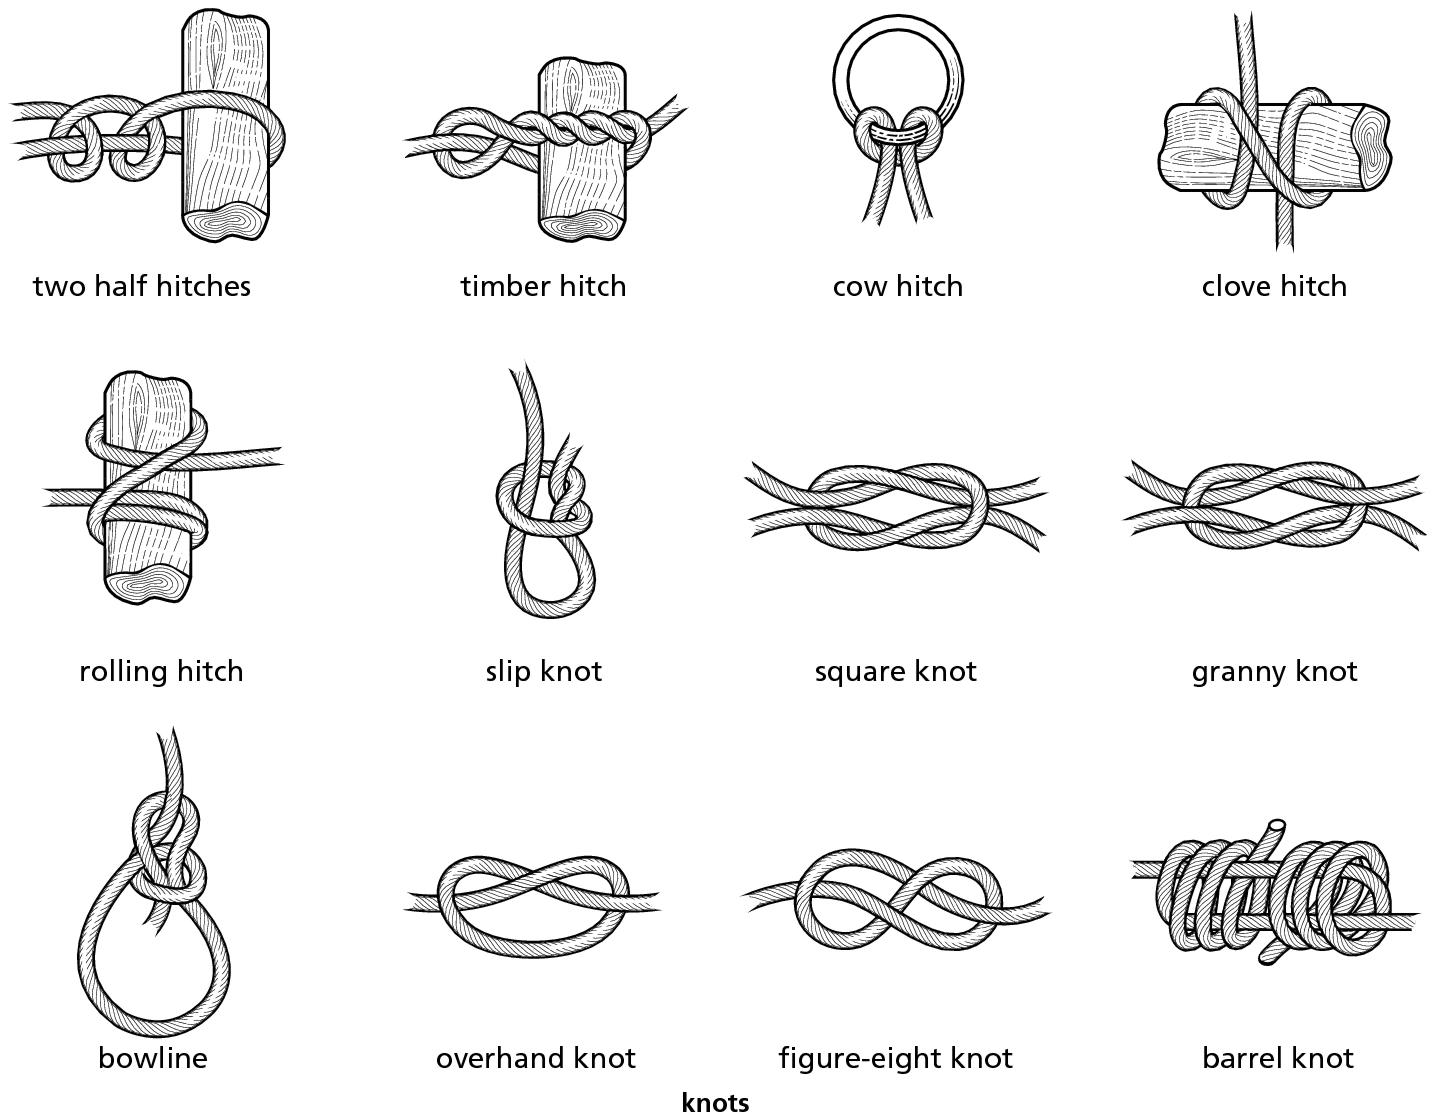 two half hitches
timber hitch
cow hitch
clove hitch
rolling hitch
slip knot
square knot
granny knot
bowline
overhand knot
figure-eight knot
barrel knot
knots